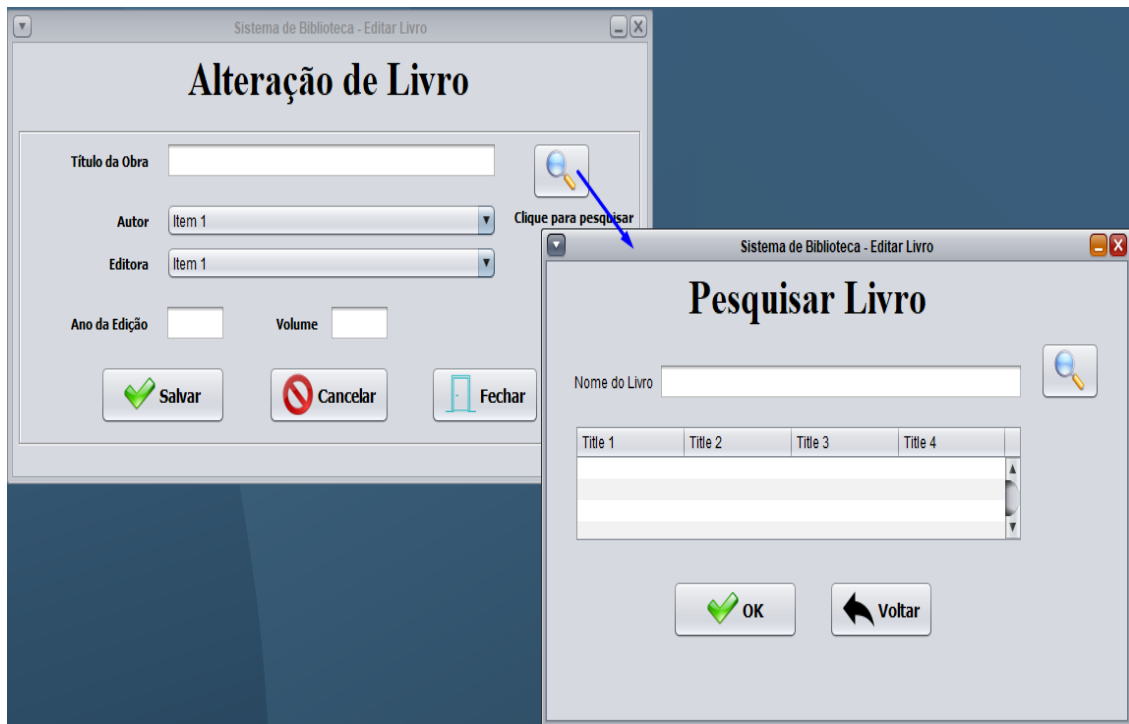 Sistema de Biblioteca - Editar Livro
Alteração de Livro
Título da Obra
Autor Item 1
Clique para pesquisar
Editora Item 1
Ano da Edição Volume
Salvar Cancelar Fechar
Sistema de Biblioteca - Editar Livro
Pesquisar Livro
Nome do Livro
Title 1 Title 2 Title 3 Title 4
OK Voltar